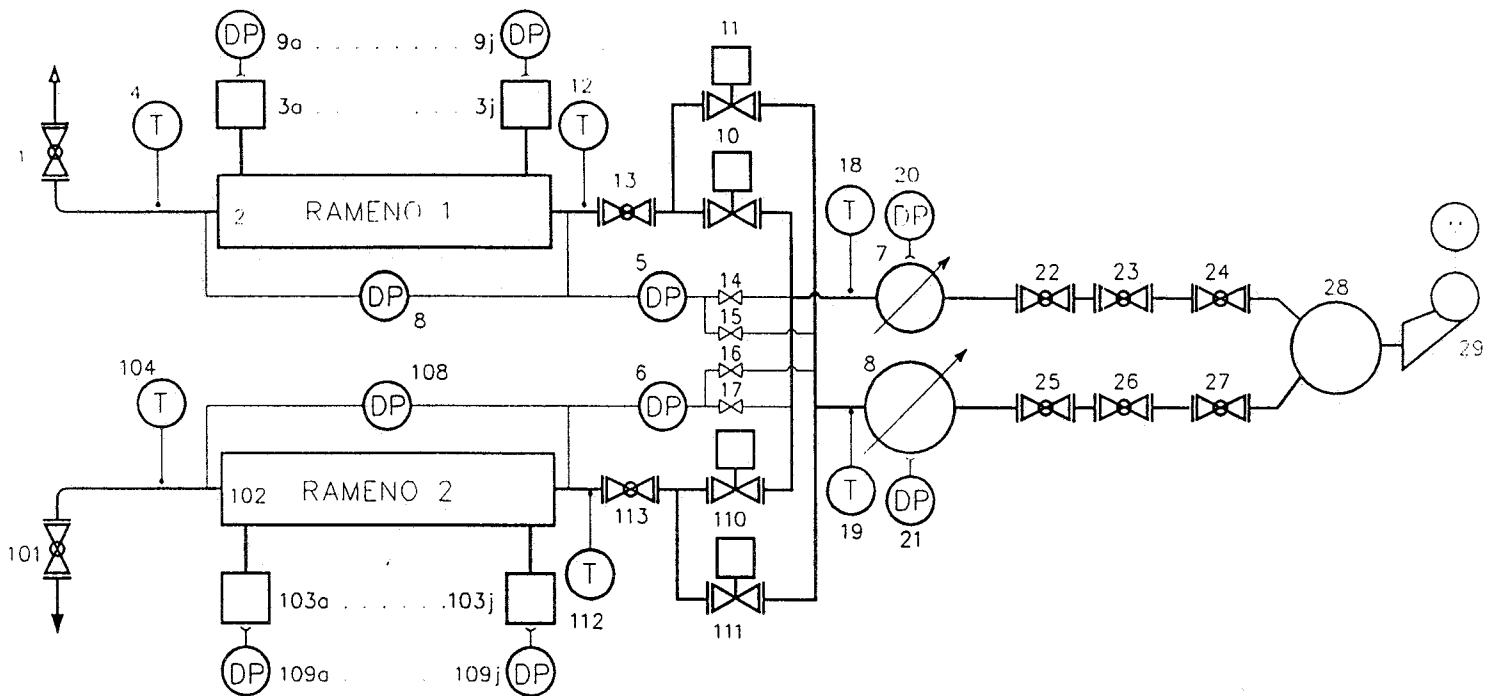 11
DP 9a . . . . . . . . 9j DP
4 3a . . . . 3j 12
T T
10
1
13 18 20
2 RAMENO 1 T DP
7
5 14 22 23 24
DP DP 28
8 15
16 29
104 108 6 8 25 26 27
T DP DP 17
102 RAMENO 2
T DP
113 110 19 21
101
T
103a . . . . . . . 103j
112 111
DP 109a . . . . 109j DP